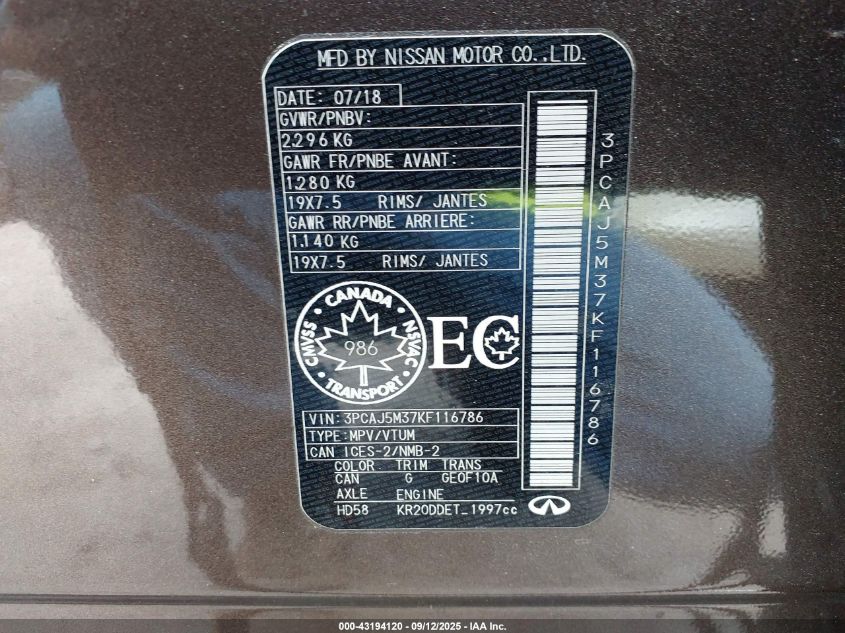 MFD BY NISSAN MOTOR CO.,LTD.
DATE: 07/18
GVWR/PNBV:
2296 KG
GAWR FR/PNBE AVANT:
1280 KG
19X7.5 RIMS/ JANTES
GAWR RR/PNBE ARRIERE:
1140 KG
19X7.5 RIMS/ JANTES
3PCAJ5M37KF116786
CANADA
CMVSS NSVAC
986
TRANSPORT
EC
VIN:3PCAJ5M37KF116786
TYPE:MPV/VTUM
CAN ICES-2/NMB-2
COLOR TRIM TRANS
CAN G GEOF10A
AXLE ENGINE
HD58 KR20DDET_1997cc
000-43194120 - 09/12/2025 - IAA Inc.